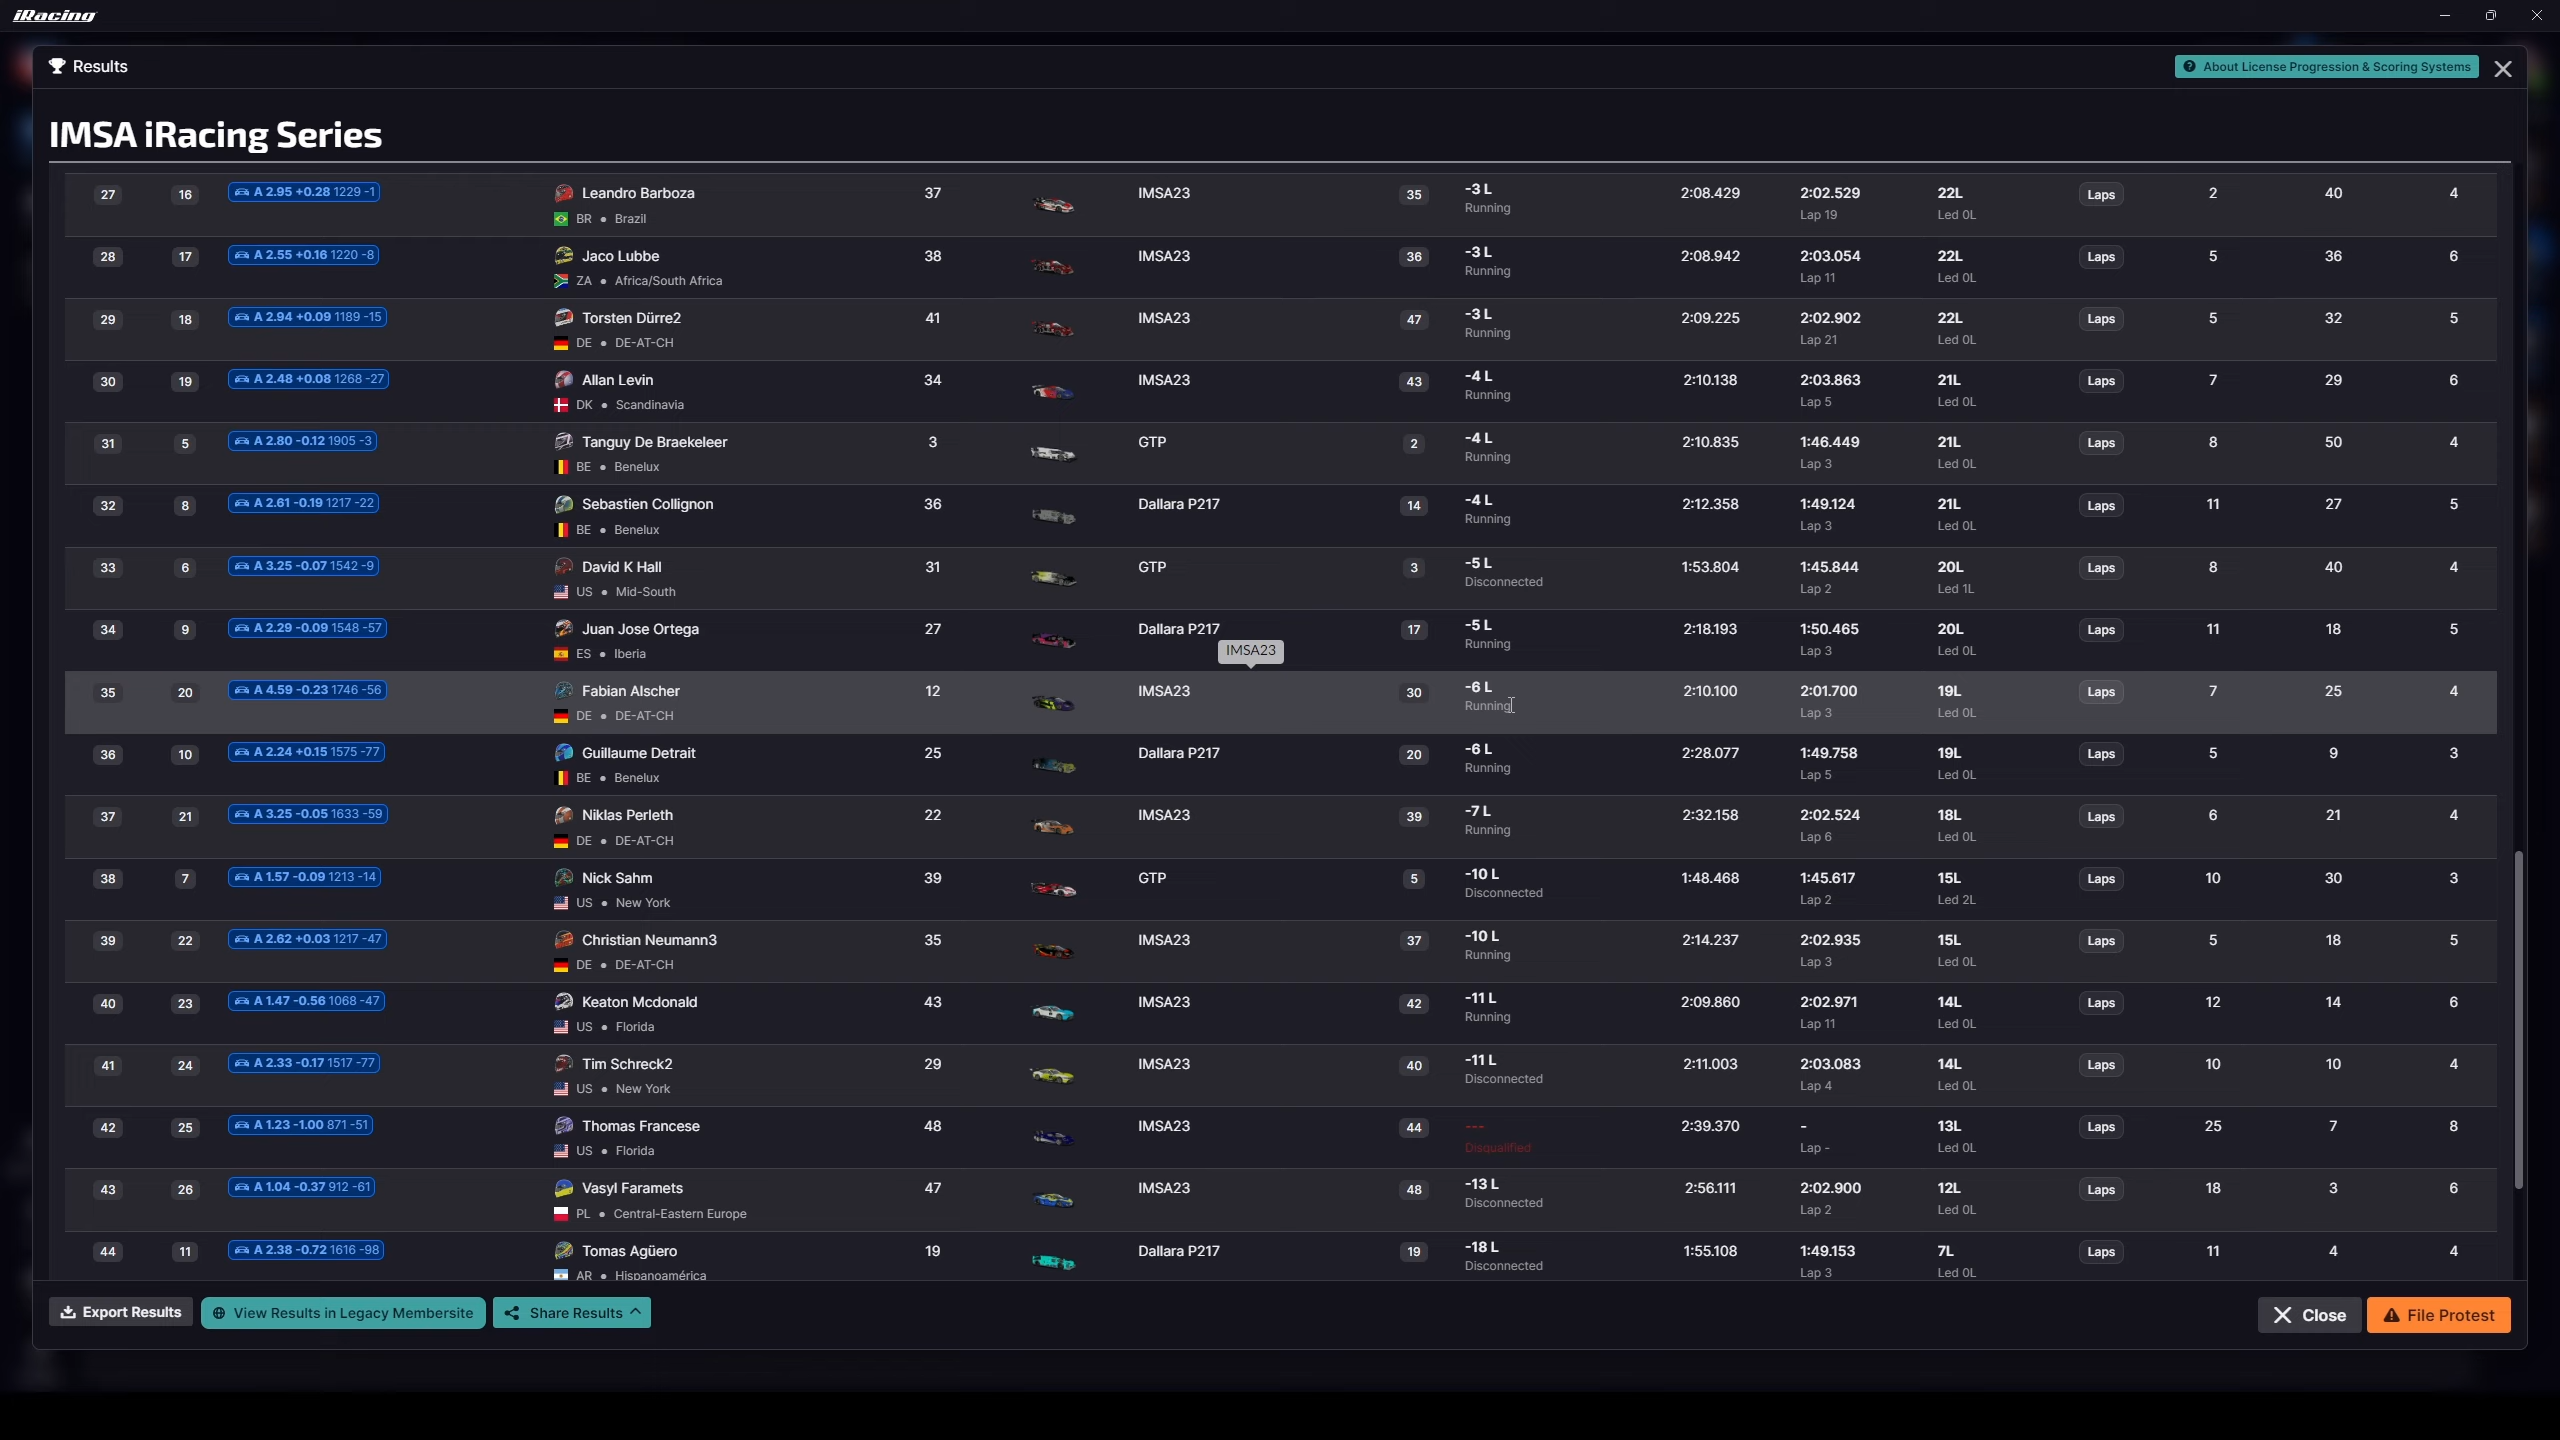 iRacing
Results
About License Progression & Scoring Systems
IMSA iRacing Series
27 16 A 2.95 +0.28 1229 -1 Leandro Barboza 37 IMSA23 35 -3 L 2:08.429 2:02.529 22L Laps 2 40 4
BR • Brazil Running Lap 19 Led 0L
28 17 A 2.55 +0.16 1220 -8 Jaco Lubbe 38 IMSA23 36 -3 L 2:08.942 2:03.054 22L Laps 5 36 6
ZA • Africa/South Africa Running Lap 11 Led 0L
29 18 A 2.94 +0.09 1189 -15 Torsten Dürre2 41 IMSA23 47 -3 L 2:09.225 2:02.902 22L Laps 5 32 5
DE • DE-AT-CH Running Lap 21 Led 0L
30 19 A 2.48 +0.08 1268 -27 Allan Levin 34 IMSA23 43 -4 L 2:10.138 2:03.863 21L Laps 7 29 6
DK • Scandinavia Running Lap 5 Led 0L
31 5 A 2.80 -0.12 1905 -3 Tanguy De Braekeleer 3 GTP 2 -4 L 2:10.835 1:46.449 21L Laps 8 50 4
BE • Benelux Running Lap 3 Led 0L
32 8 A 2.61 -0.19 1217 -22 Sebastien Collignon 36 Dallara P217 14 -4 L 2:12.358 1:49.124 21L Laps 11 27 5
BE • Benelux Running Lap 3 Led 0L
33 6 A 3.25 -0.07 1542 -9 David K Hall 31 GTP 3 -5 L 1:53.804 1:45.844 20L Laps 8 40 4
US • Mid-South Disconnected Lap 2 Led 1L
34 9 A 2.29 -0.09 1548 -57 Juan Jose Ortega 27 Dallara P217 17 -5 L 2:18.193 1:50.465 20L Laps 11 18 5
ES • Iberia Running Lap 3 Led 0L
IMSA23
35 20 A 4.59 -0.23 1746 -56 Fabian Alscher 12 IMSA23 30 -6 L 2:10.100 2:01.700 19L Laps 7 25 4
DE • DE-AT-CH Running Lap 3 Led 0L
36 10 A 2.24 +0.15 1575 -77 Guillaume Detrait 25 Dallara P217 20 -6 L 2:28.077 1:49.758 19L Laps 5 9 3
BE • Benelux Running Lap 5 Led 0L
37 21 A 3.25 -0.05 1633 -59 Niklas Perleth 22 IMSA23 39 -7 L 2:32.158 2:02.524 18L Laps 6 21 4
DE • DE-AT-CH Running Lap 6 Led 0L
38 7 A 1.57 -0.09 1213 -14 Nick Sahm 39 GTP 5 -10 L 1:48.468 1:45.617 15L Laps 10 30 3
US • New York Disconnected Lap 2 Led 2L
39 22 A 2.62 +0.03 1217 -47 Christian Neumann3 35 IMSA23 37 -10 L 2:14.237 2:02.935 15L Laps 5 18 5
DE • DE-AT-CH Running Lap 3 Led 0L
40 23 A 1.47 -0.56 1068 -47 Keaton Mcdonald 43 IMSA23 42 -11 L 2:09.860 2:02.971 14L Laps 12 14 6
US • Florida Running Lap 11 Led 0L
41 24 A 2.33 -0.17 1517 -77 Tim Schreck2 29 IMSA23 40 -11 L 2:11.003 2:03.083 14L Laps 10 10 4
US • New York Disconnected Lap 4 Led 0L
42 25 A 1.23 -1.00 871 -51 Thomas Francese 48 IMSA23 44 --- 2:39.370 - 13L Laps 25 7 8
US • Florida Disqualified Lap - Led 0L
43 26 A 1.04 -0.37 912 -61 Vasyl Faramets 47 IMSA23 48 -13 L 2:56.111 2:02.900 12L Laps 18 3 6
PL • Central-Eastern Europe Disconnected Lap 2 Led 0L
44 11 A 2.38 -0.72 1616 -98 Tomas Agüero 19 Dallara P217 19 -18 L 1:55.108 1:49.153 7L Laps 11 4 4
AR • Hispanoamérica Disconnected Lap 3 Led 0L
Export Results View Results in Legacy Membersite Share Results Close File Protest